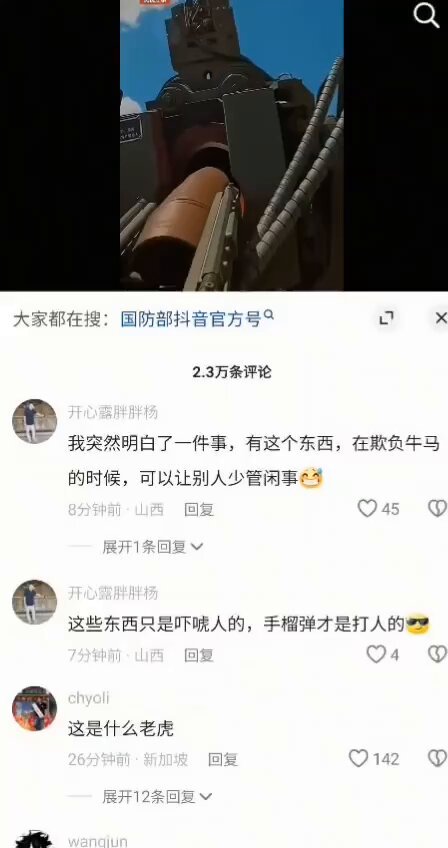 大家都在搜：国防部抖音官方号
2.3万条评论
开心露胖胖杨
我突然明白了一件事，有这个东西，在欺负牛马
的时候，可以让别人少管闲事😅
8分钟前 · 山西 回复
45
展开1条回复
开心露胖胖杨
这些东西只是吓唬人的，手榴弹才是打人的😎
7分钟前 · 山西 回复
4
chyoli
这是什么老虎
26分钟前 · 新加坡 回复
142
展开12条回复
wangjun